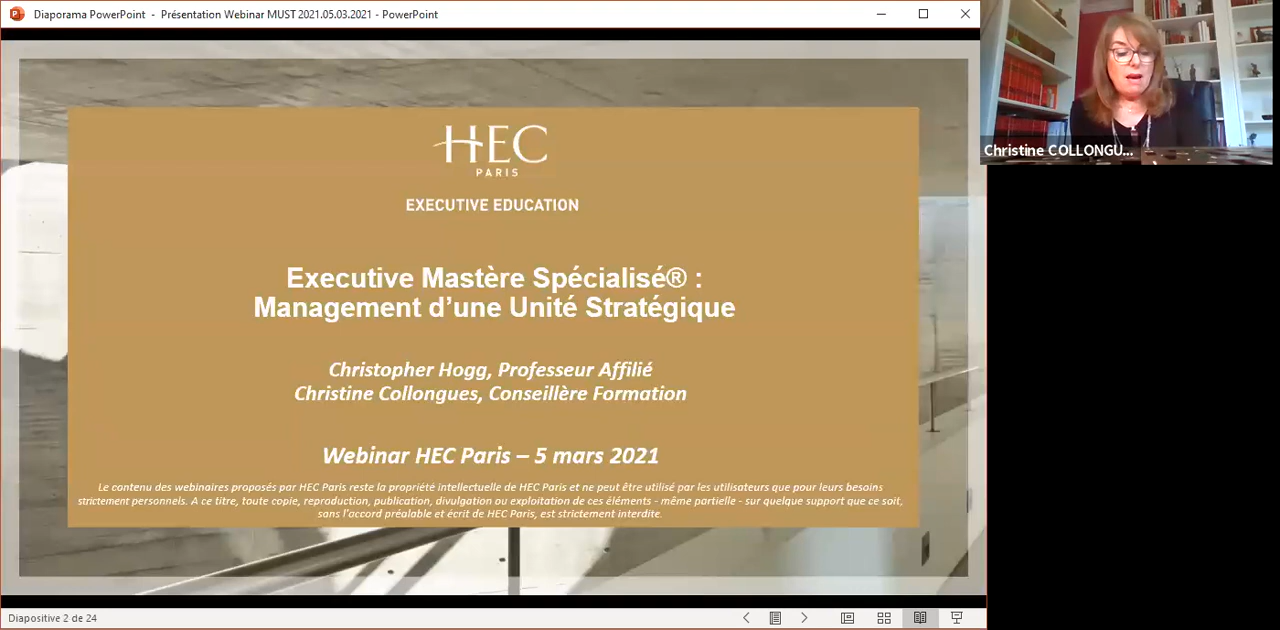 Diaporama PowerPoint - Présentation Webinar MUST 2021.05.03.2021 - PowerPoint
HEC
PARIS
EXECUTIVE EDUCATION
Executive Mastère Spécialisé® :
Management d’une Unité Stratégique
Christopher Hogg, Professeur Affilié
Christine Collongues, Conseillère Formation
Webinar HEC Paris – 5 mars 2021
Le contenu des webinaires proposés par HEC Paris reste la propriété intellectuelle de HEC Paris et ne peut être utilisé par les utilisateurs que pour leurs besoins
strictement personnels. A ce titre, toute copie, reproduction, publication, divulgation ou exploitation de ces éléments - même partielle - sur quelque support que ce soit,
sans l'accord préalable et écrit de HEC Paris, est strictement interdite.
Christine COLLONGU...
Diapositive 2 de 24